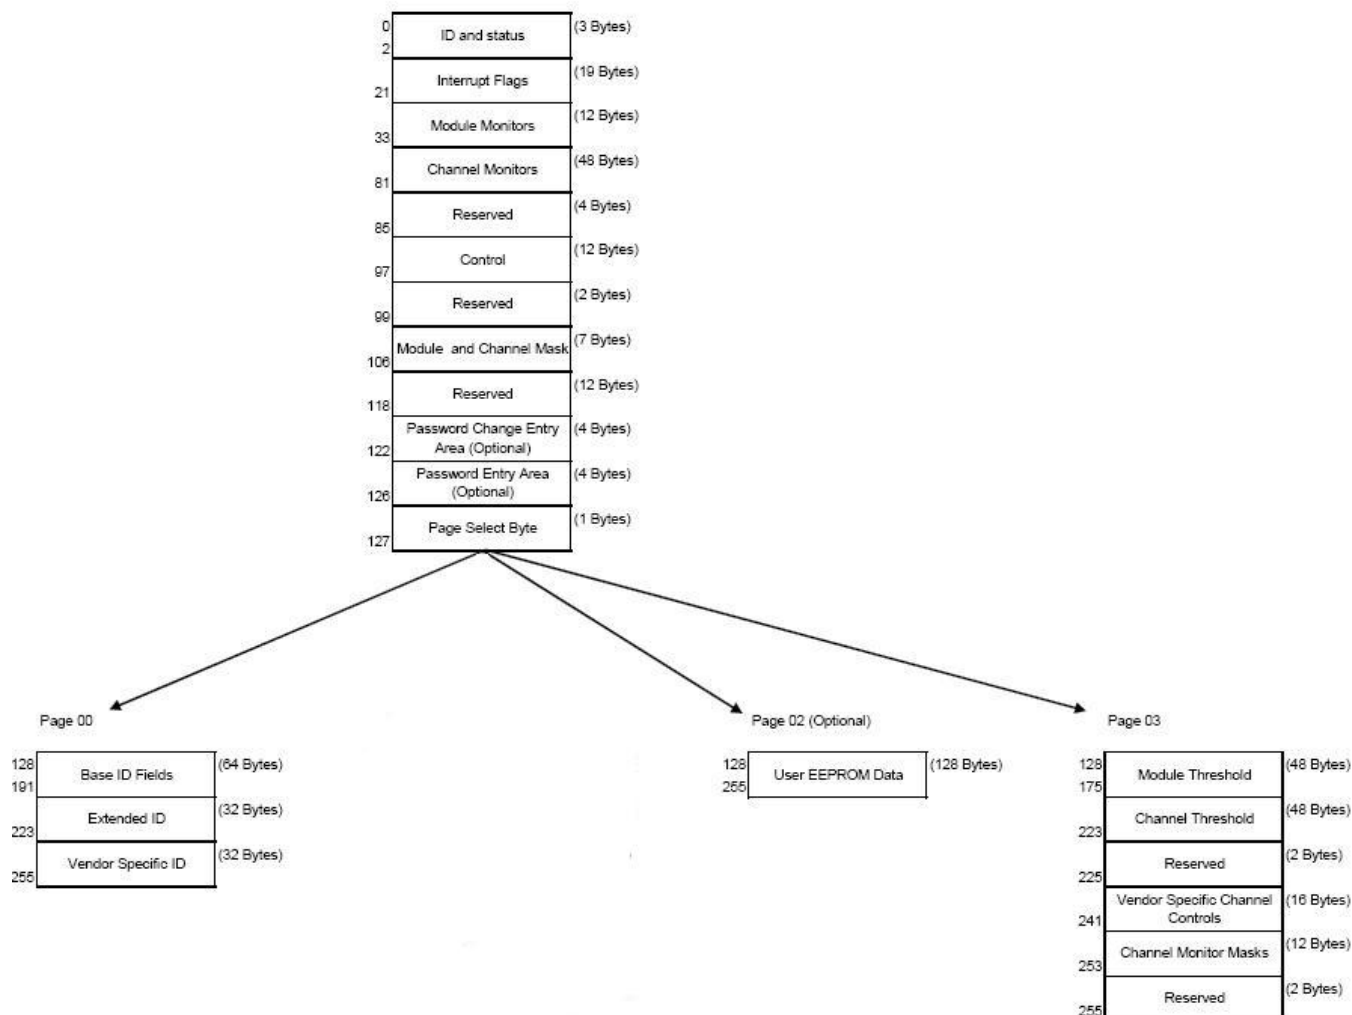 0 ID and status (3 Bytes)
2
Interrupt Flags (19 Bytes)
21
Module Monitors (12 Bytes)
33
Channel Monitors (48 Bytes)
81
Reserved (4 Bytes)
85
Control (12 Bytes)
97
Reserved (2 Bytes)
99
Module and Channel Mask (7 Bytes)
106
Reserved (12 Bytes)
118
Password Change Entry (4 Bytes)
Area (Optional)
122
Password Entry Area (4 Bytes)
(Optional)
126
Page Select Byte (1 Bytes)
127
Page 00
128 Base ID Fields (64 Bytes)
191
Extended ID (32 Bytes)
223
Vendor Specific ID (32 Bytes)
255
Page 02 (Optional)
128 User EEPROM Data (128 Bytes)
255
Page 03
128 Module Threshold (48 Bytes)
175
Channel Threshold (48 Bytes)
223
Reserved (2 Bytes)
225
Vendor Specific Channel (16 Bytes)
Controls
241
Channel Monitor Masks (12 Bytes)
253
Reserved (2 Bytes)
255